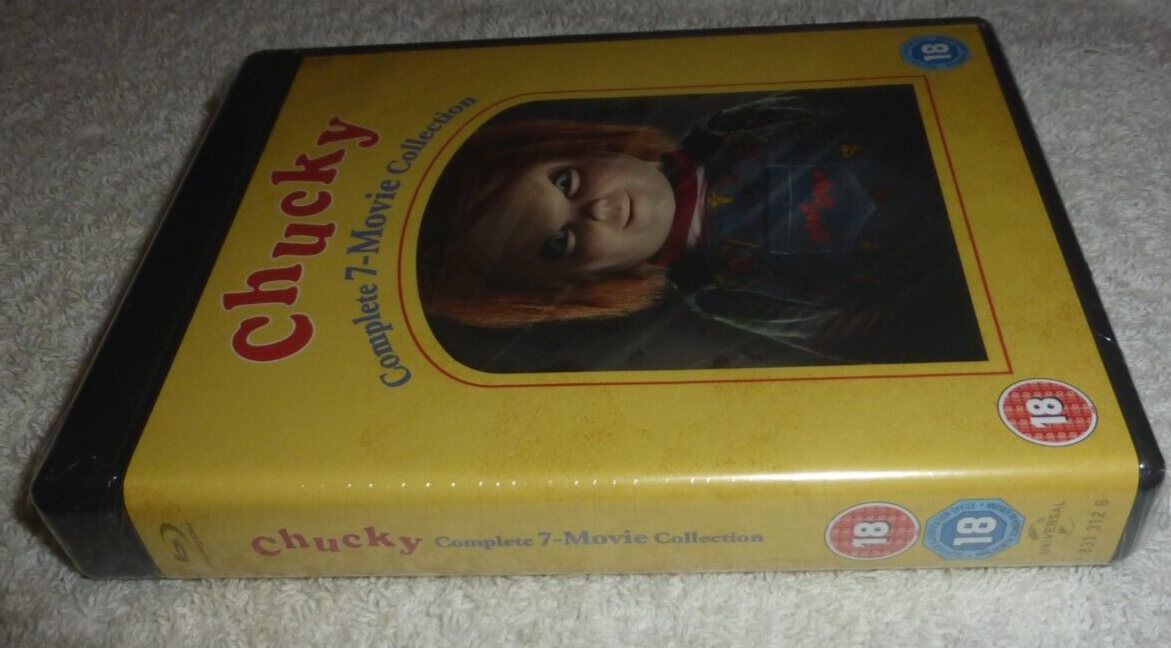 Chucky
Complete 7-Movie Collection
18
18
Chucky Complete 7-Movie Collection
18
18
UNIVERSAL
831 312 6